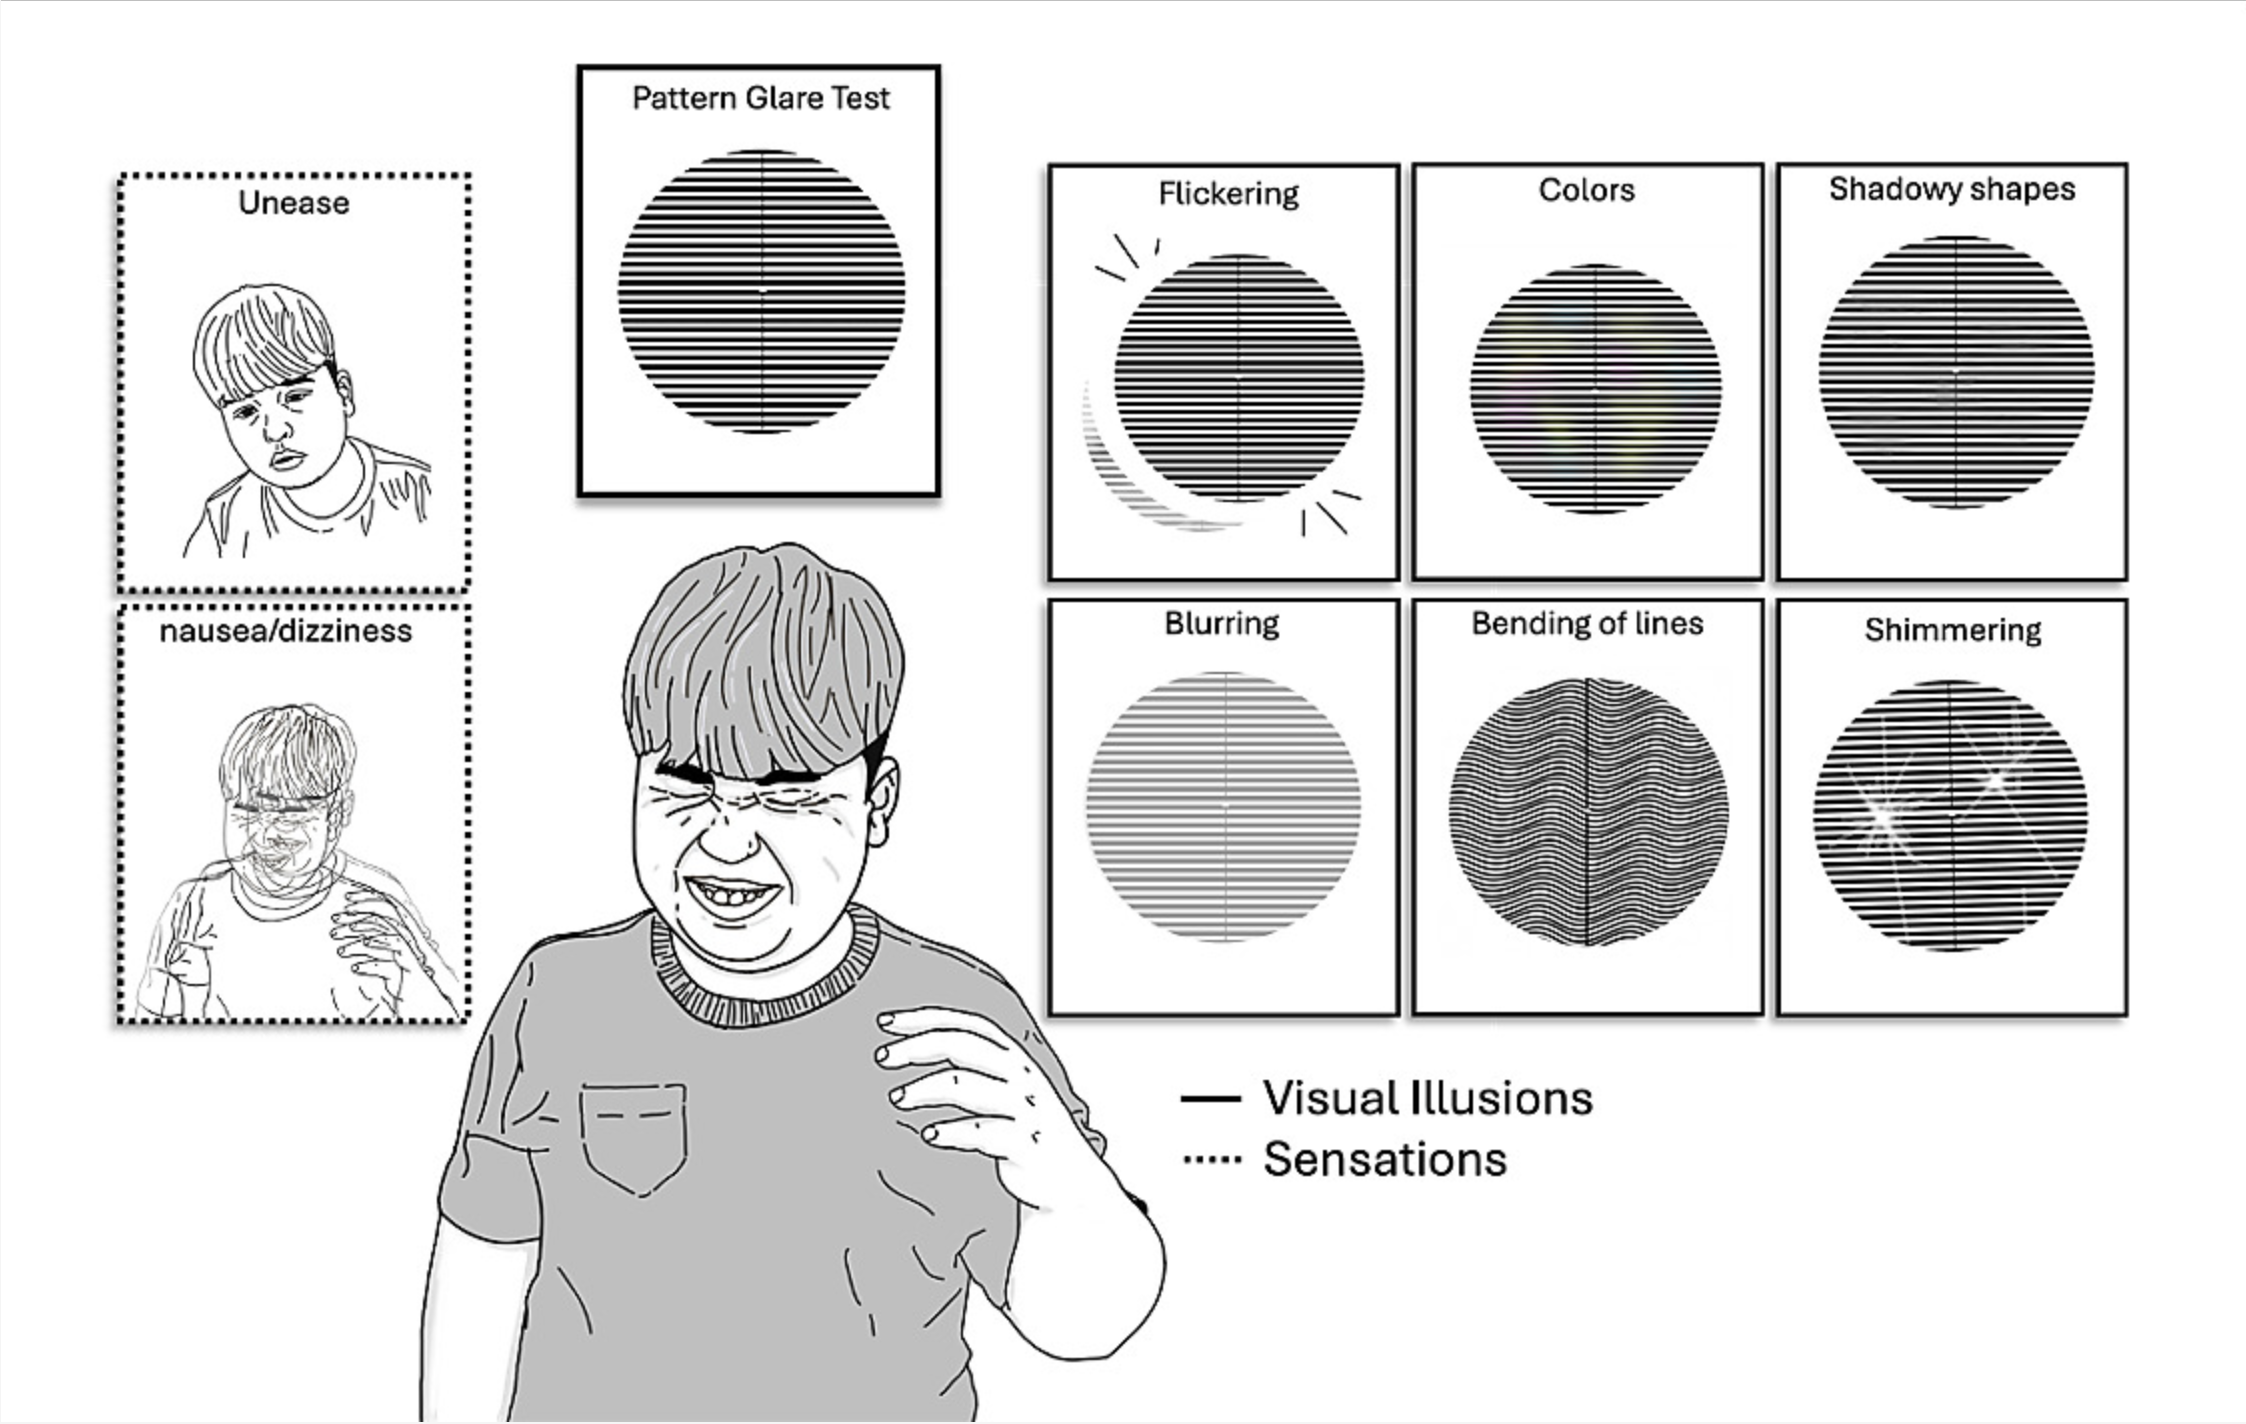 Pattern Glare Test
Unease
nausea/dizziness
Flickering
Colors
Shadowy shapes
Blurring
Bending of lines
Shimmering
Visual Illusions
Sensations